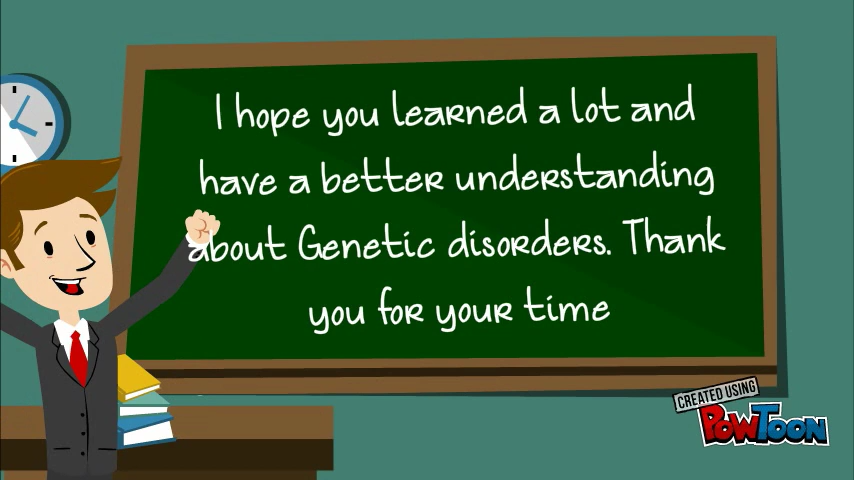 I hope you learned a lot and
have a better understanding
about Genetic disorders. Thank
you for your time
CREATED USING
POWTOON